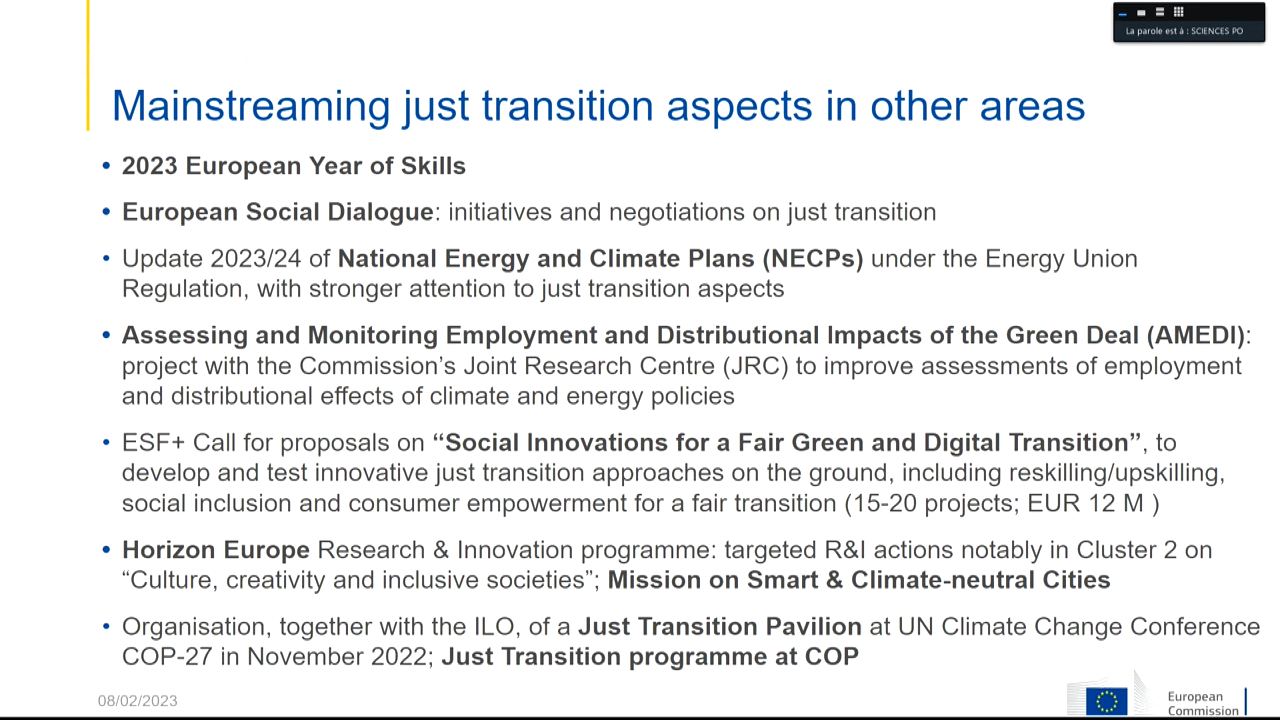 La parole est à : SCIENCES PO
Mainstreaming just transition aspects in other areas
• 2023 European Year of Skills
• European Social Dialogue: initiatives and negotiations on just transition
• Update 2023/24 of National Energy and Climate Plans (NECPs) under the Energy Union
Regulation, with stronger attention to just transition aspects
• Assessing and Monitoring Employment and Distributional Impacts of the Green Deal (AMEDI):
project with the Commission’s Joint Research Centre (JRC) to improve assessments of employment
and distributional effects of climate and energy policies
• ESF+ Call for proposals on “Social Innovations for a Fair Green and Digital Transition”, to
develop and test innovative just transition approaches on the ground, including reskilling/upskilling,
social inclusion and consumer empowerment for a fair transition (15-20 projects; EUR 12 M )
• Horizon Europe Research & Innovation programme: targeted R&I actions notably in Cluster 2 on
“Culture, creativity and inclusive societies”; Mission on Smart & Climate-neutral Cities
• Organisation, together with the ILO, of a Just Transition Pavilion at UN Climate Change Conference
COP-27 in November 2022; Just Transition programme at COP
08/02/2023
European
Commission